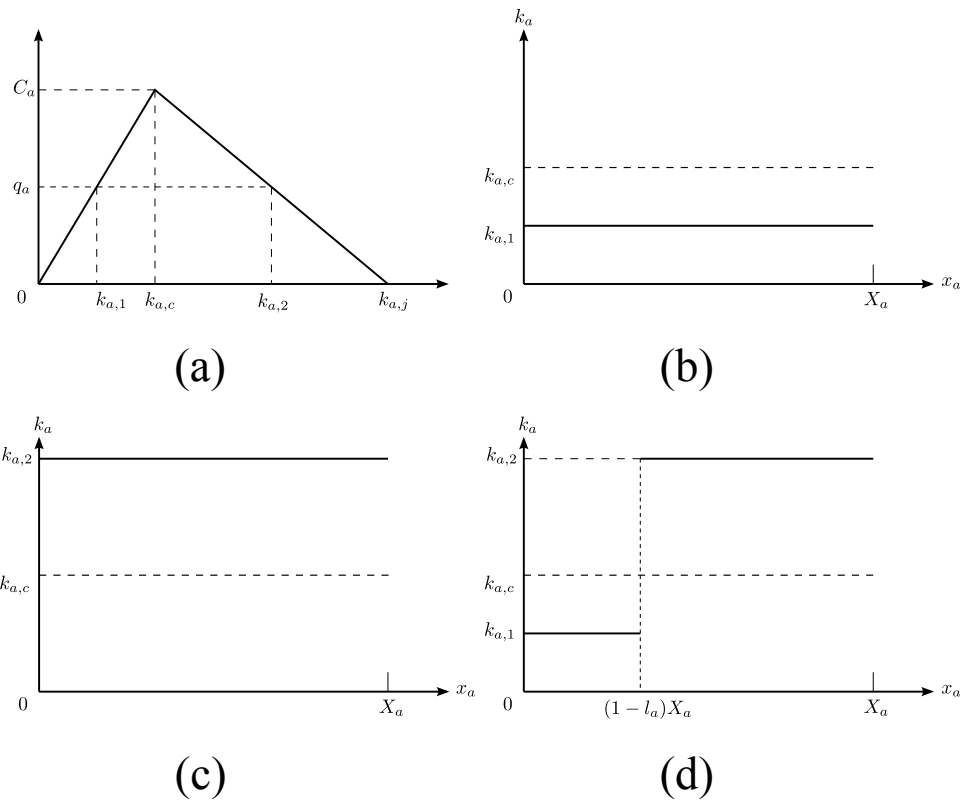 k_a
C_a
q_a
k_{a,c}
k_{a,1}
0
k_{a,1} k_{a,c} k_{a,2} k_{a,j}
0
X_a
x_a
(a)
(b)
k_a
k_a
k_{a,2}
k_{a,2}
k_{a,c}
k_{a,c}
k_{a,1}
0
X_a
x_a
0
(1 − l_a)X_a
X_a
x_a
(c)
(d)